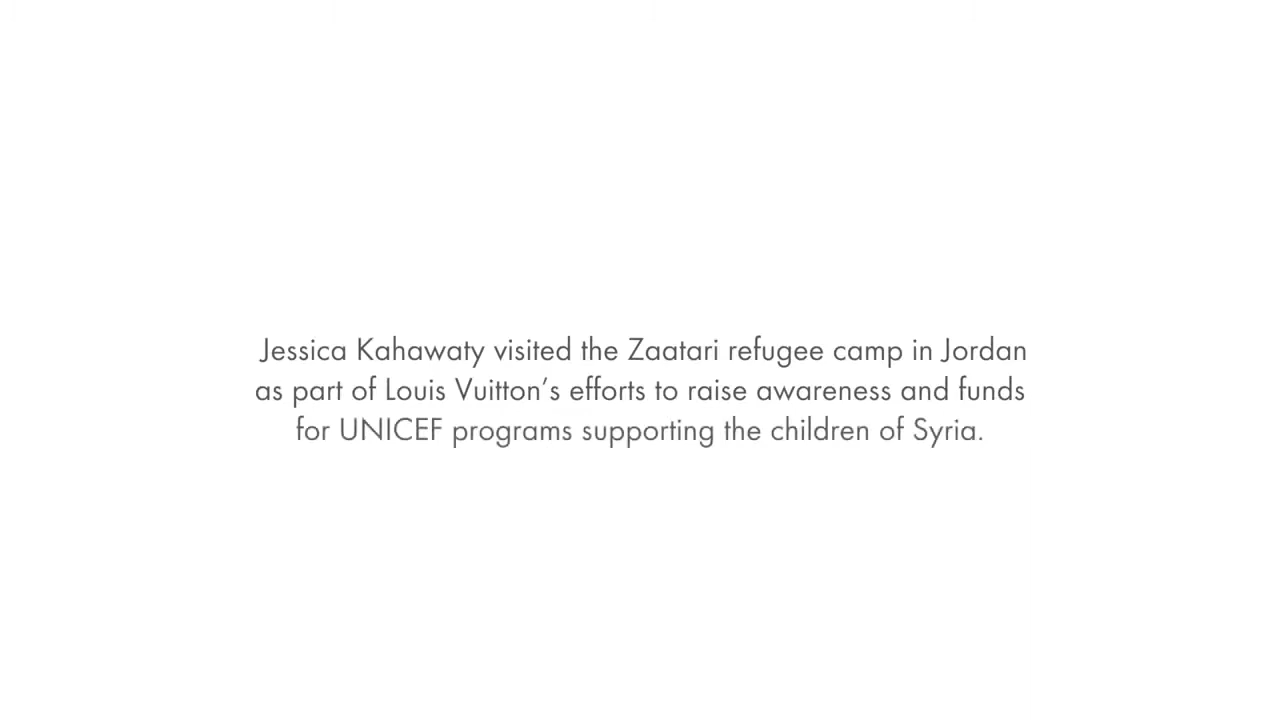 Jessica Kahawaty visited the Zaatari refugee camp in Jordan
as part of Louis Vuitton’s efforts to raise awareness and funds
for UNICEF programs supporting the children of Syria.